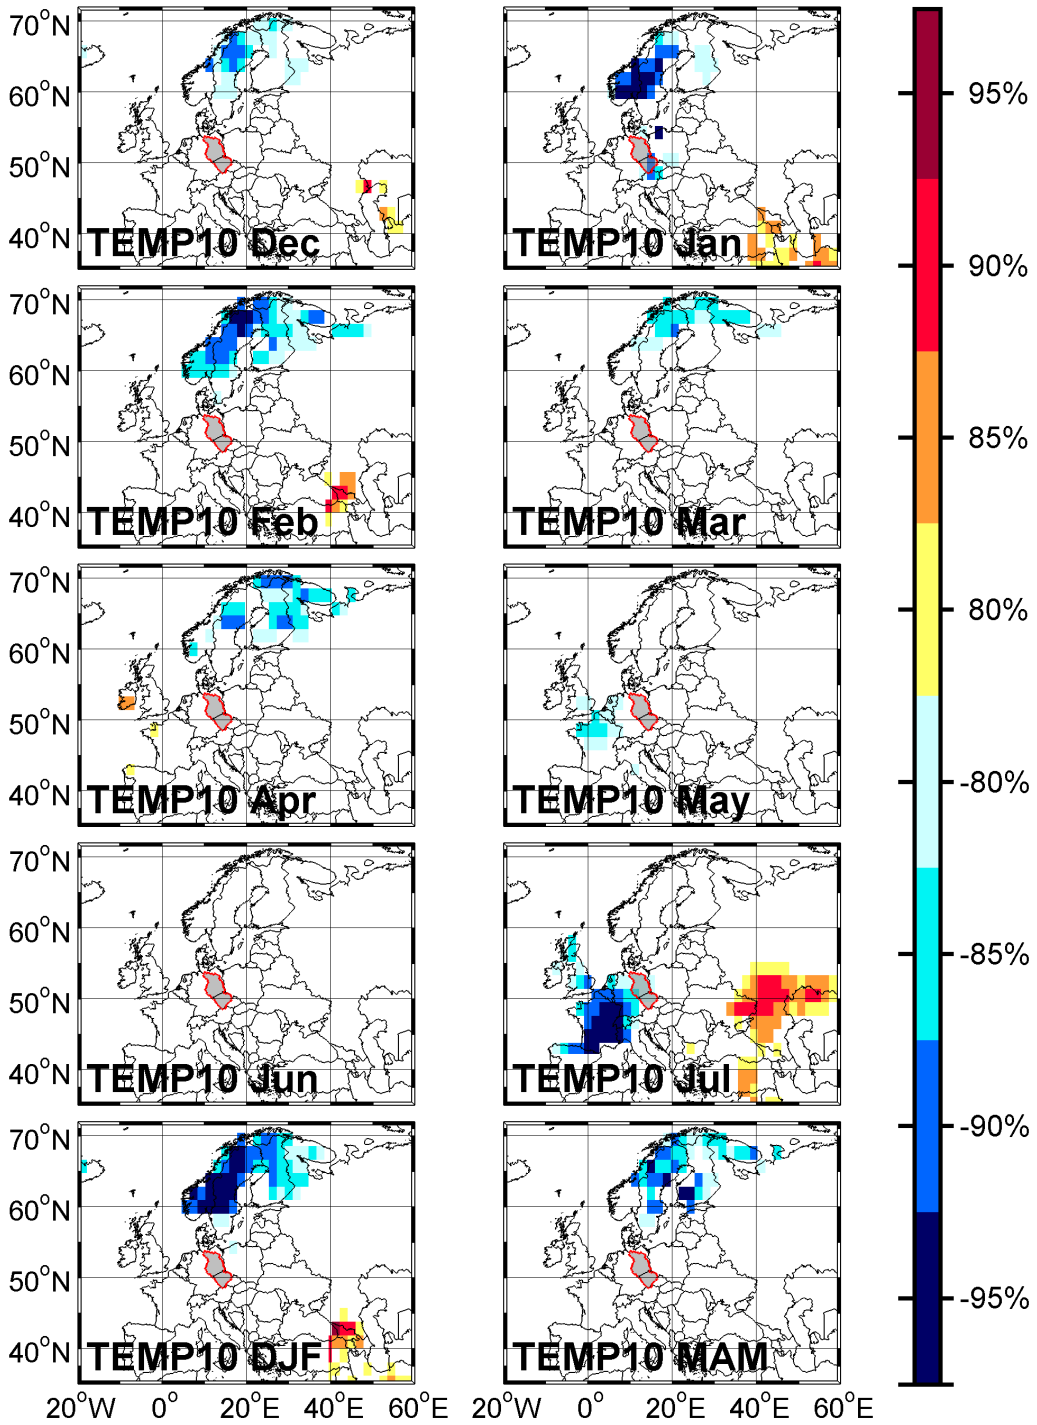 70°N
60°N
50°N
40°N
TEMP10 Dec
TEMP10 Jan
70°N
60°N
50°N
40°N
TEMP10 Feb
TEMP10 Mar
70°N
60°N
50°N
40°N
TEMP10 Apr
TEMP10 May
70°N
60°N
50°N
40°N
TEMP10 Jun
TEMP10 Jul
70°N
60°N
50°N
40°N
TEMP10 DJF
TEMP10 MAM
20°W 0° 20°E 40°E 60°E
20°W 0° 20°E 40°E 60°E
95%
90%
85%
80%
-80%
-85%
-90%
-95%